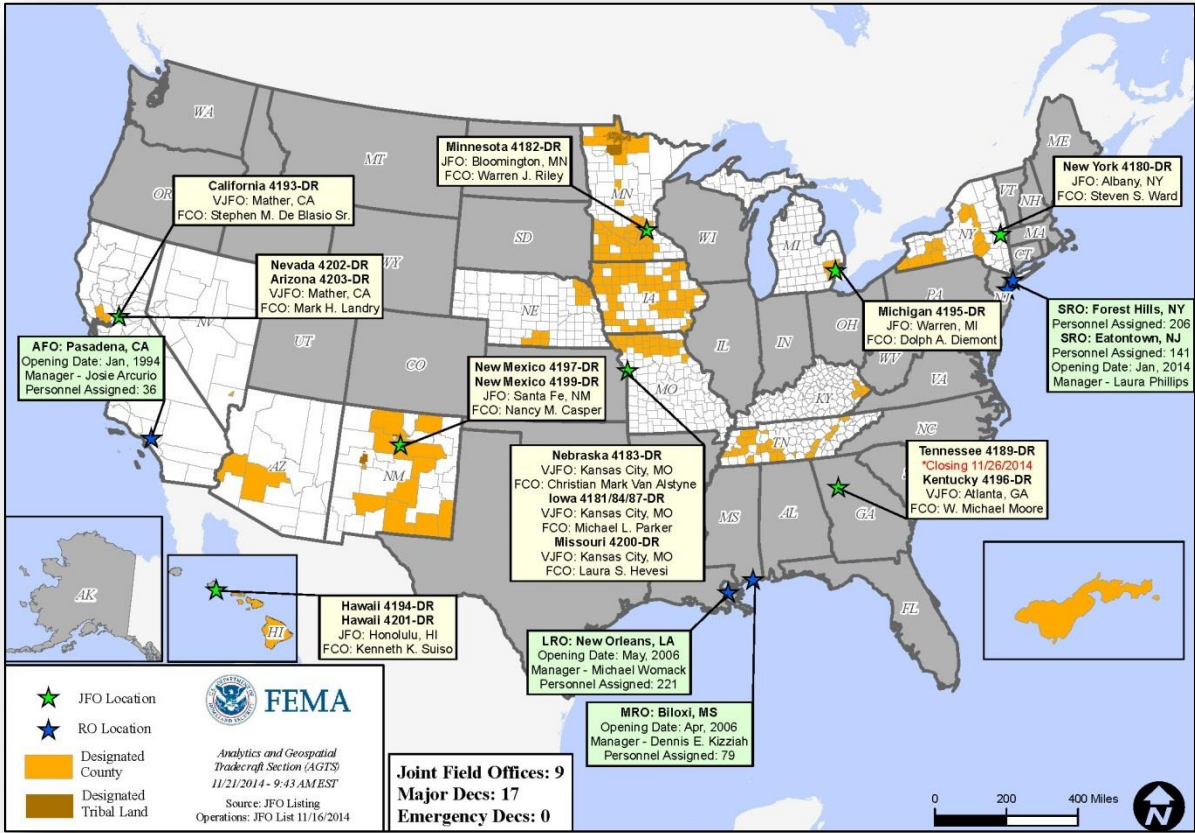 WA
MT
ME
OR
ID
WY
SD
MN
WI
MI
VT
NH
NY
MA
CT
NJ
PA
NE
IA
NV
UT
CO
IL
IN
OH
WV
VA
MO
KY
NC
TN
AZ
NM
MS
AL
GA
FL
AK
HI
Minnesota 4182-DR
JFO: Bloomington, MN
FCO: Warren J. Riley
New York 4180-DR
JFO: Albany, NY
FCO: Steven S. Ward
California 4193-DR
VJFO: Mather, CA
FCO: Stephen M. De Blasio Sr.
Nevada 4202-DR
Arizona 4203-DR
VJFO: Mather, CA
FCO: Mark H. Landry
Michigan 4195-DR
JFO: Warren, MI
FCO: Dolph A. Diemont
SRO: Forest Hills, NY
Personnel Assigned: 206
SRO: Eatontown, NJ
Personnel Assigned: 141
Opening Date: Jan, 2014
Manager - Laura Phillips
AFO: Pasadena, CA
Opening Date: Jan, 1994
Manager - Josie Arcurio
Personnel Assigned: 36
New Mexico 4197-DR
New Mexico 4199-DR
JFO: Santa Fe, NM
FCO: Nancy M. Casper
Nebraska 4183-DR
VJFO: Kansas City, MO
FCO: Christian Mark Van Alstyne
Iowa 4181/84/87-DR
VJFO: Kansas City, MO
FCO: Michael L. Parker
Missouri 4200-DR
VJFO: Kansas City, MO
FCO: Laura S. Hevesi
Tennessee 4189-DR
*Closing 11/26/2014
Kentucky 4196-DR
VJFO: Atlanta, GA
FCO: W. Michael Moore
Hawaii 4194-DR
Hawaii 4201-DR
JFO: Honolulu, HI
FCO: Kenneth K. Suiso
LRO: New Orleans, LA
Opening Date: May, 2006
Manager - Michael Womack
Personnel Assigned: 221
MRO: Biloxi, MS
Opening Date: Apr, 2006
Manager - Dennis E. Kizziah
Personnel Assigned: 79
JFO Location
RO Location
Designated
County
Designated
Tribal Land
FEMA
Analytics and Geospatial
Tradecraft Section (AGTS)
11/21/2014 - 9:43 AM EST
Source: JFO Listing
Operations: JFO List 11/16/2014
Joint Field Offices: 9
Major Decs: 17
Emergency Decs: 0
0 200 400 Miles
N